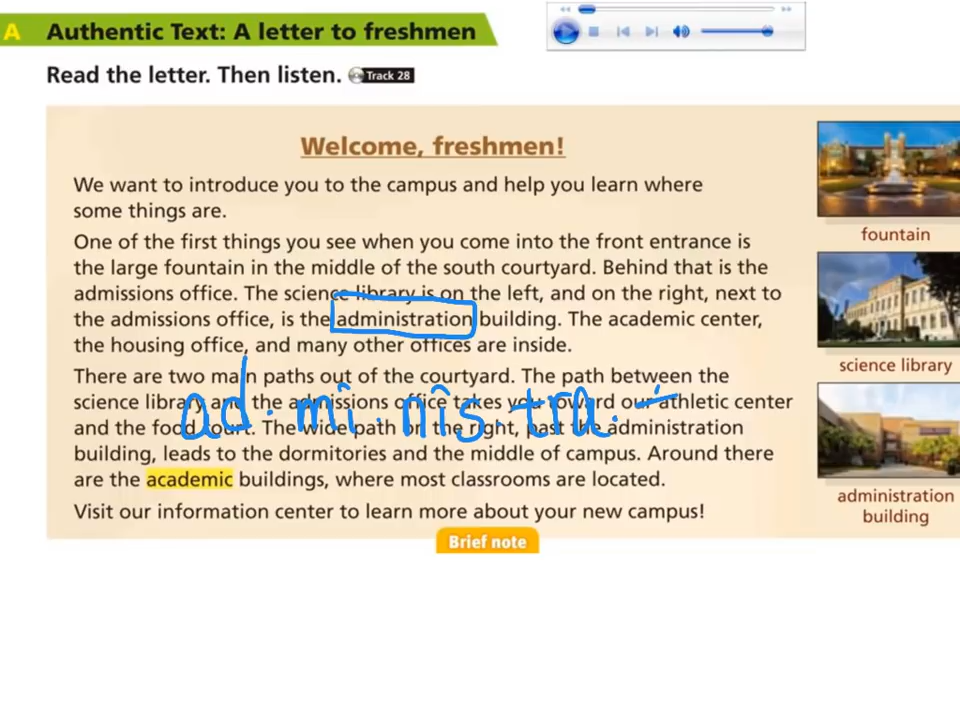 A Authentic Text: A letter to freshmen
Read the letter. Then listen. Track 28
Welcome, freshmen!
We want to introduce you to the campus and help you learn where
some things are.
One of the first things you see when you come into the front entrance is
the large fountain in the middle of the south courtyard. Behind that is the
admissions office. The science library is on the left, and on the right, next to
the admissions office, is the administration building. The academic center,
the housing office, and many other offices are inside.
There are two main paths out of the courtyard. The path between the
science library and the admissions office takes you toward our athletic center
and the food court. The wide path on the right, past the administration
building, leads to the dormitories and the middle of campus. Around there
are the academic buildings, where most classrooms are located.
Visit our information center to learn more about your new campus!
ad·mi·nis·tra·
Brief note
fountain
science library
administration
building